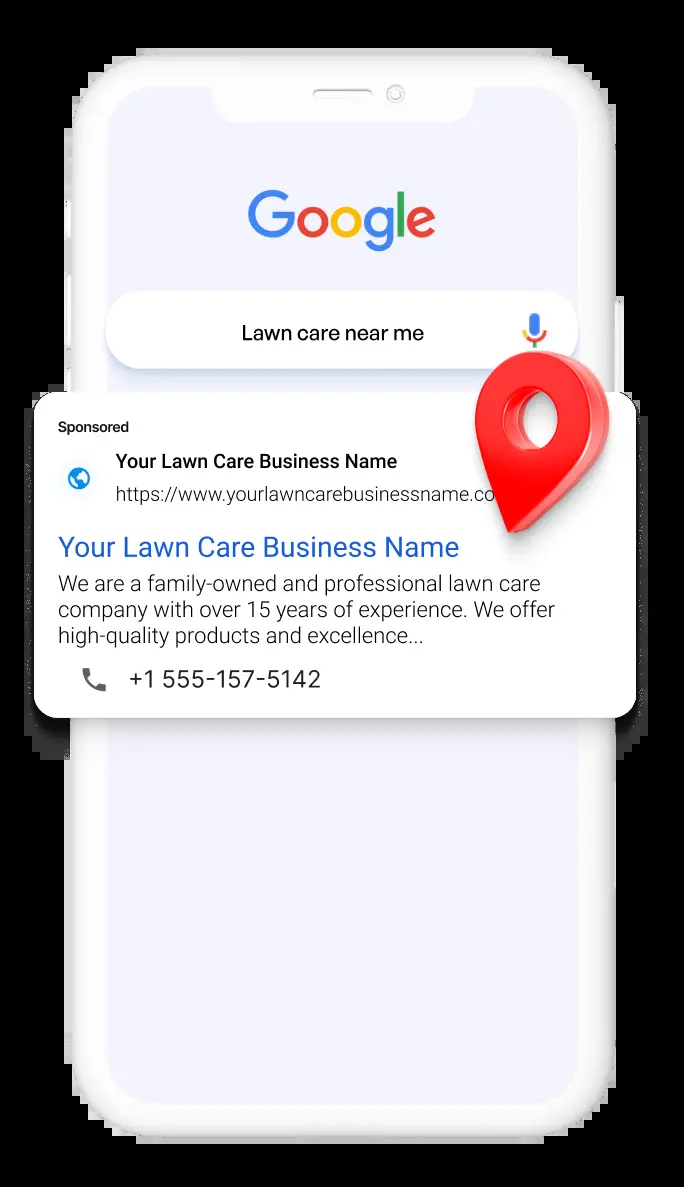 Google
Lawn care near me
Sponsored
Your Lawn Care Business Name
https://www.yourlawncarebusinessname.co
Your Lawn Care Business Name
We are a family-owned and professional lawn care
company with over 15 years of experience. We offer
high-quality products and excellence...
+1 555-157-5142